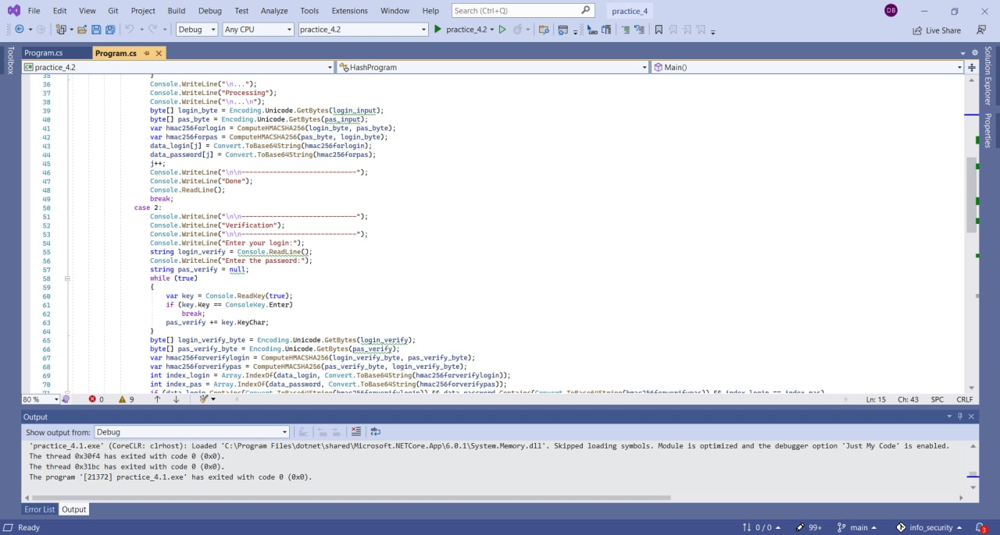 File Edit View Git Project Build Debug Test Analyze Tools Extensions Window Help Search (Ctrl+Q) practice_4 DB
Debug Any CPU practice_4.2 practice_4.2 Live Share
Toolbox
Program.cs Program.cs
practice_4.2 HashProgram Main()
35 }
36 Console.WriteLine("\n...");
37 Console.WriteLine("Processing");
38 Console.WriteLine("\n...\n");
39 byte[] login_byte = Encoding.Unicode.GetBytes(login_input);
40 byte[] pas_byte = Encoding.Unicode.GetBytes(pas_input);
41 var hmac256forlogin = ComputeHMACSHA256(login_byte, pas_byte);
42 var hmac256forpas = ComputeHMACSHA256(pas_byte, login_byte);
43 data_login[j] = Convert.ToBase64String(hmac256forlogin);
44 data_password[j] = Convert.ToBase64String(hmac256forpas);
45 j++;
46 Console.WriteLine("\n\n-----------------------------");
47 Console.WriteLine("Done");
48 Console.ReadLine();
49 break;
50 case 2:
51 Console.WriteLine("\n\n-----------------------------");
52 Console.WriteLine("Verification");
53 Console.WriteLine("\n\n-----------------------------");
54 Console.WriteLine("Enter your login:");
55 string login_verify = Console.ReadLine();
56 Console.WriteLine("Enter the password:");
57 string pas_verify = null;
58 while (true)
59 {
60 var key = Console.ReadKey(true);
61 if (key.Key == ConsoleKey.Enter)
62 break;
63 pas_verify += key.KeyChar;
64 }
65 byte[] login_verify_byte = Encoding.Unicode.GetBytes(login_verify);
66 byte[] pas_verify_byte = Encoding.Unicode.GetBytes(pas_verify);
67 var hmac256forverifylogin = ComputeHMACSHA256(login_verify_byte, pas_verify_byte);
68 var hmac256forverifypas = ComputeHMACSHA256(pas_verify_byte, login_verify_byte);
69 int index_login = Array.IndexOf(data_login, Convert.ToBase64String(hmac256forverifylogin));
70 int index_pas = Array.IndexOf(data_password, Convert.ToBase64String(hmac256forverifypas));
if (data_login.Contains(Convert.ToBase64String(hmac256forverifylogin)) && data_password.Contains(Convert.ToBase64String(hmac256forverifypas)) && index_login == index_pas)
Solution Explorer
Properties
80 % 0 9 Ln: 15 Ch: 43 SPC CRLF
Output
Show output from: Debug
'practice_4.1.exe' (CoreCLR: clrhost): Loaded 'C:\Program Files\dotnet\shared\Microsoft.NETCore.App\6.0.1\System.Memory.dll'. Skipped loading symbols. Module is optimized and the debugger option 'Just My Code' is enabled.
The thread 0x30f4 has exited with code 0 (0x0).
The thread 0x31bc has exited with code 0 (0x0).
The program '[21372] practice_4.1.exe' has exited with code 0 (0x0).
Error List Output
Ready 0 / 0 99+ main info_security 3